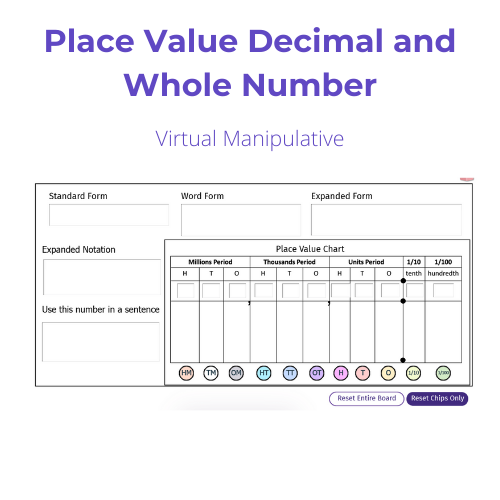 Place Value Decimal and
Whole Number
Virtual Manipulative
Standard Form Word Form Expanded Form
Expanded Notation
Place Value Chart
Millions Period Thousands Period Units Period 1/10 1/100
H T O H T O H T O tenth hundredth
, ,
Use this number in a sentence
HM TM OM HT TT OT H T O 1/10 1/100
Reset Entire Board Reset Chips Only